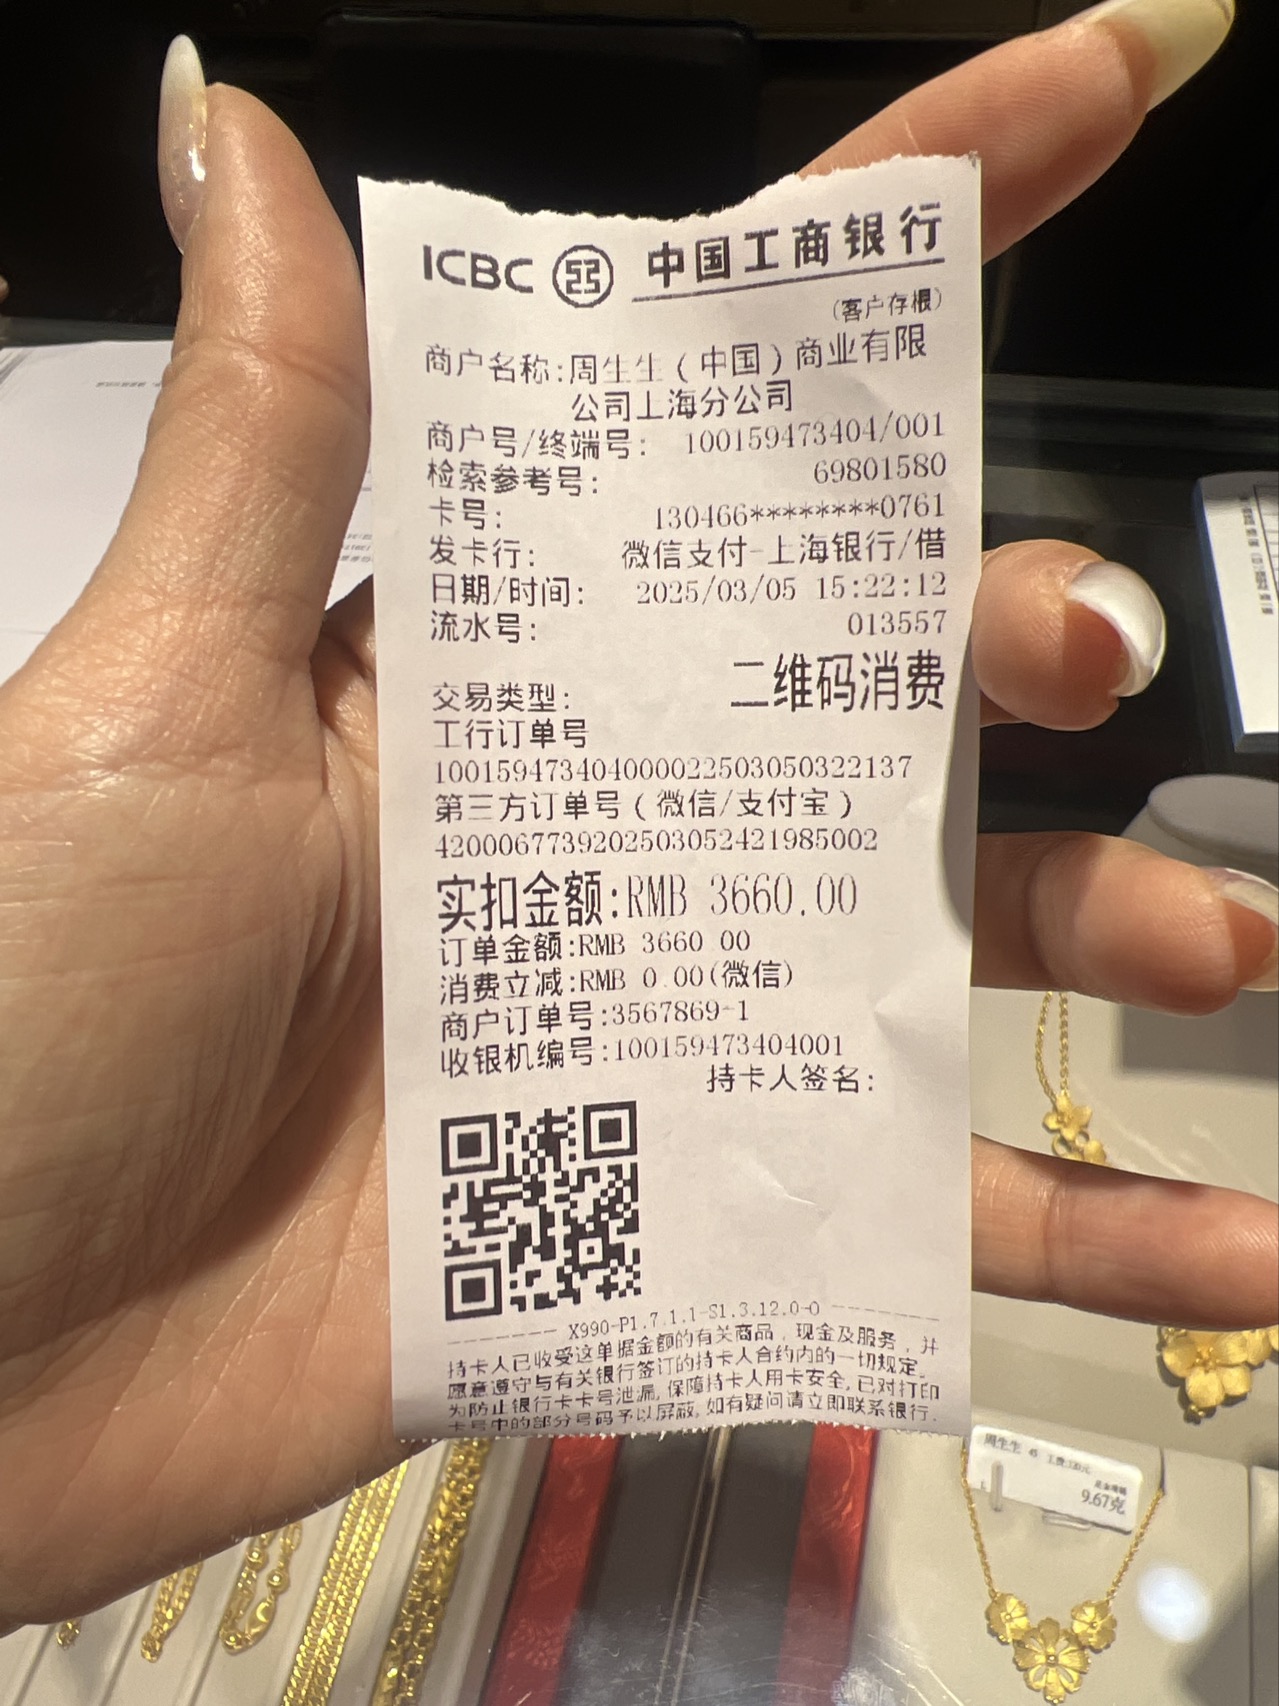 ICBC 中国工商银行
(客户存根)
商户名称:周生生(中国)商业有限
公司上海分公司
商户号/终端号: 100159473404/001
检索参考号: 69801580
卡号: 130466********0761
发卡行: 微信支付-上海银行/借
日期/时间: 2025/03/05 15:22:12
流水号: 013557
交易类型: 二维码消费
工行订单号
10015947340400002250305032213​7
第三方订单号(微信/支付宝)
4200067739202503052421985002
实扣金额:RMB 3660.00
订单金额:RMB 3660 00
消费立减:RMB 0.00(微信)
商户订单号:3567869-1
收银机编号:100159473404001
持卡人签名:
X990-P1.7.1.1-S1.3.12.0-0
持卡人已收受这单据金额的有关商品,现金及服务,并
愿意遵守与有关银行签订的持卡人合约内的一切规定。
为防止银行卡卡号泄漏,保障持卡人用卡安全,已对打印
卡号中的部分号码予以屏蔽,如有疑问请立即联系银行.
周生生
9.67克